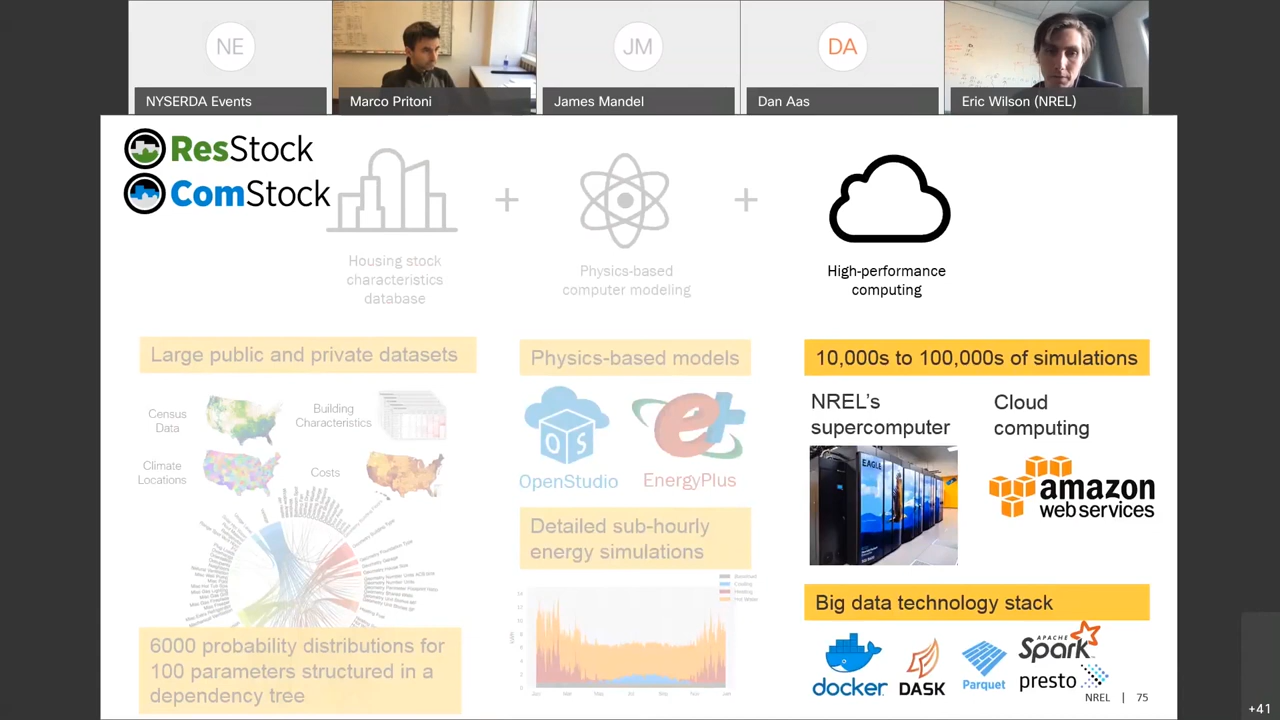 NE
JM
DA
NYSERDA Events
Marco Pritoni
James Mandel
Dan Aas
Eric Wilson (NREL)
ResStock
ComStock
+
+
Housing stock
characteristics
database
Physics-based
computer modeling
High-performance
computing
Large public and private datasets
Census
Data
Building
Characteristics
Climate
Locations
Costs
6000 probability distributions for
100 parameters structured in a
dependency tree
Physics-based models
OS
OpenStudio
e+
EnergyPlus
Detailed sub-hourly
energy simulations
10,000s to 100,000s of simulations
NREL's
supercomputer
Cloud
computing
EAGLE
amazon
web services
Big data technology stack
docker
DASK
Parquet
APACHE
Spark
presto
NREL | 75
+41